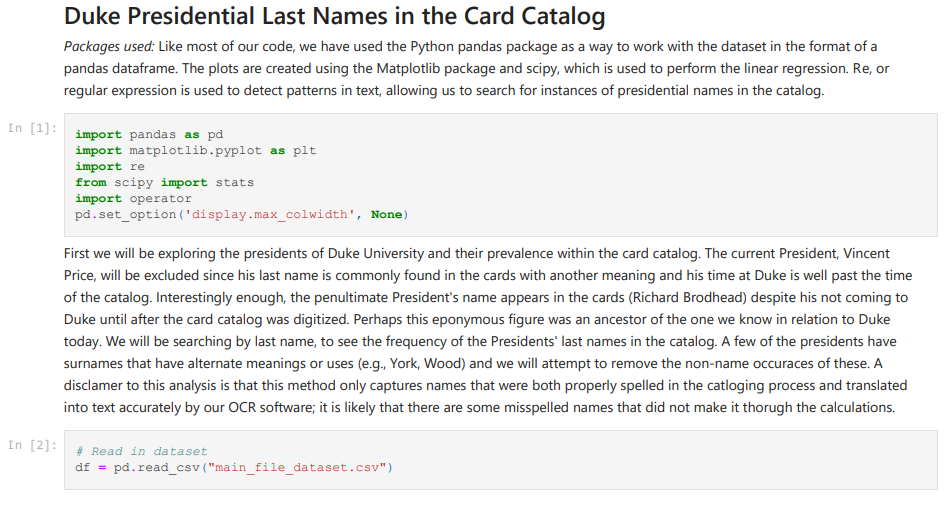 Duke Presidential Last Names in the Card Catalog
Packages used: Like most of our code, we have used the Python pandas package as a way to work with the dataset in the format of a
pandas dataframe. The plots are created using the Matplotlib package and scipy, which is used to perform the linear regression. Re, or
regular expression is used to detect patterns in text, allowing us to search for instances of presidential names in the catalog.
In [1]:
import pandas as pd
import matplotlib.pyplot as plt
import re
from scipy import stats
import operator
pd.set_option('display.max_colwidth', None)
First we will be exploring the presidents of Duke University and their prevalence within the card catalog. The current President, Vincent
Price, will be excluded since his last name is commonly found in the cards with another meaning and his time at Duke is well past the time
of the catalog. Interestingly enough, the penultimate President's name appears in the cards (Richard Brodhead) despite his not coming to
Duke until after the card catalog was digitized. Perhaps this eponymous figure was an ancestor of the one we know in relation to Duke
today. We will be searching by last name, to see the frequency of the Presidents' last names in the catalog. A few of the presidents have
surnames that have alternate meanings or uses (e.g., York, Wood) and we will attempt to remove the non-name occuraces of these. A
disclamer to this analysis is that this method only captures names that were both properly spelled in the catloging process and translated
into text accurately by our OCR software; it is likely that there are some misspelled names that did not make it thorugh the calculations.
In [2]:
# Read in dataset
df = pd.read_csv("main_file_dataset.csv")